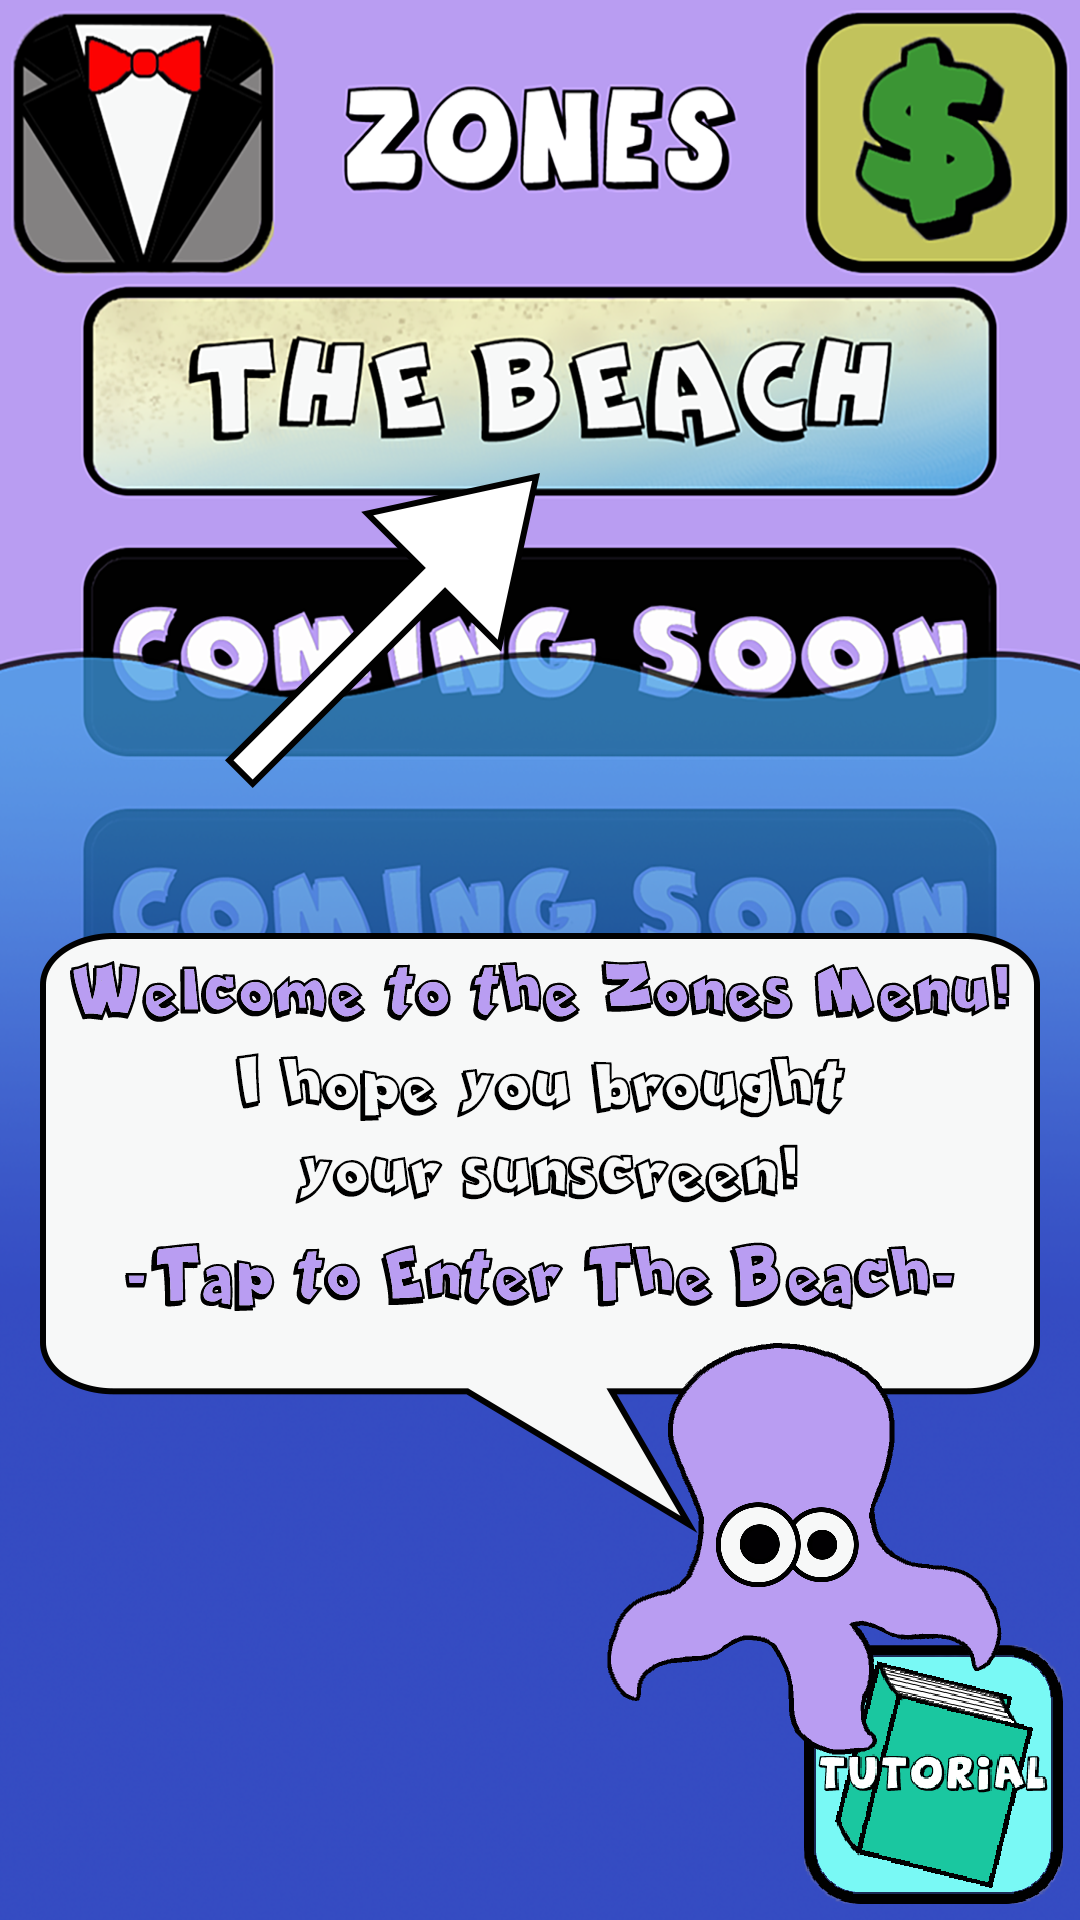 ZONES
$
THE BEACH
COMING SOON
COMING SOON
Welcome to the Zones Menu!
I hope you brought
your sunscreen!
-Tap to Enter The Beach-
TUTORiAL